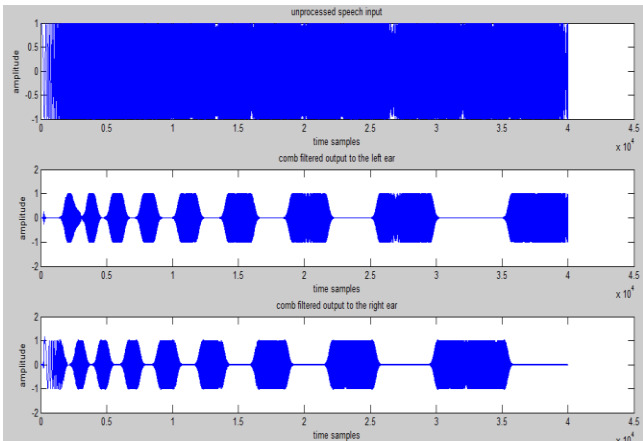 unprocessed speech input
1
0.5
0
-0.5
-1
amplitude
0 0.5 1 1.5 2 2.5 3 3.5 4 4.5
time samples
x 10^4
comb filtered output to the left ear
2
1
0
-1
-2
amplitude
0 0.5 1 1.5 2 2.5 3 3.5 4 4.5
time samples
x 10^4
comb filtered output to the right ear
2
1
0
-1
-2
amplitude
0 0.5 1 1.5 2 2.5 3 3.5 4 4.5
time samples
x 10^4